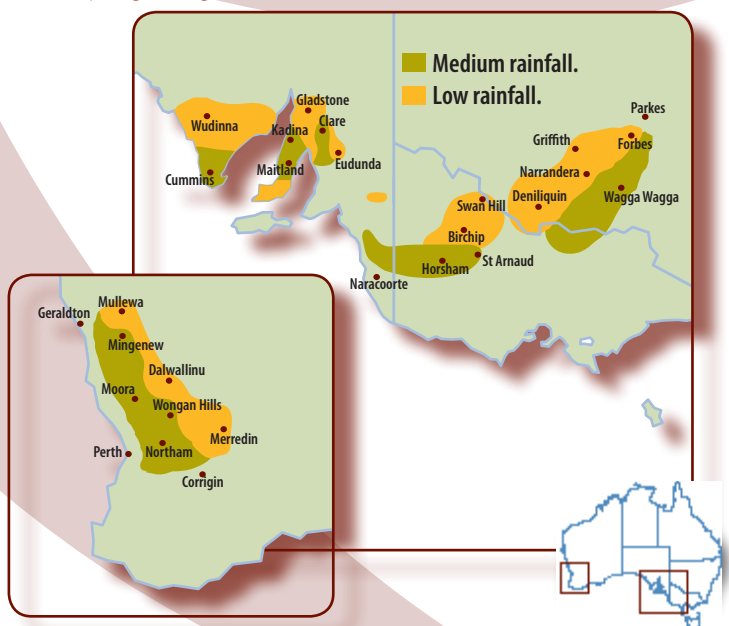 Medium rainfall.
Low rainfall.
Gladstone
Parkes
Wudinna
Kadina
Clare
Griffith
Forbes
Eudunda
Cummins
Maitland
Narrandera
Swan Hill
Deniliquin
Wagga Wagga
Birchip
Horsham
St Arnaud
Naracoorte
Mullewa
Geraldton
Mingenew
Dalwallinu
Moora
Wongan Hills
Merredin
Perth
Northam
Corrigin